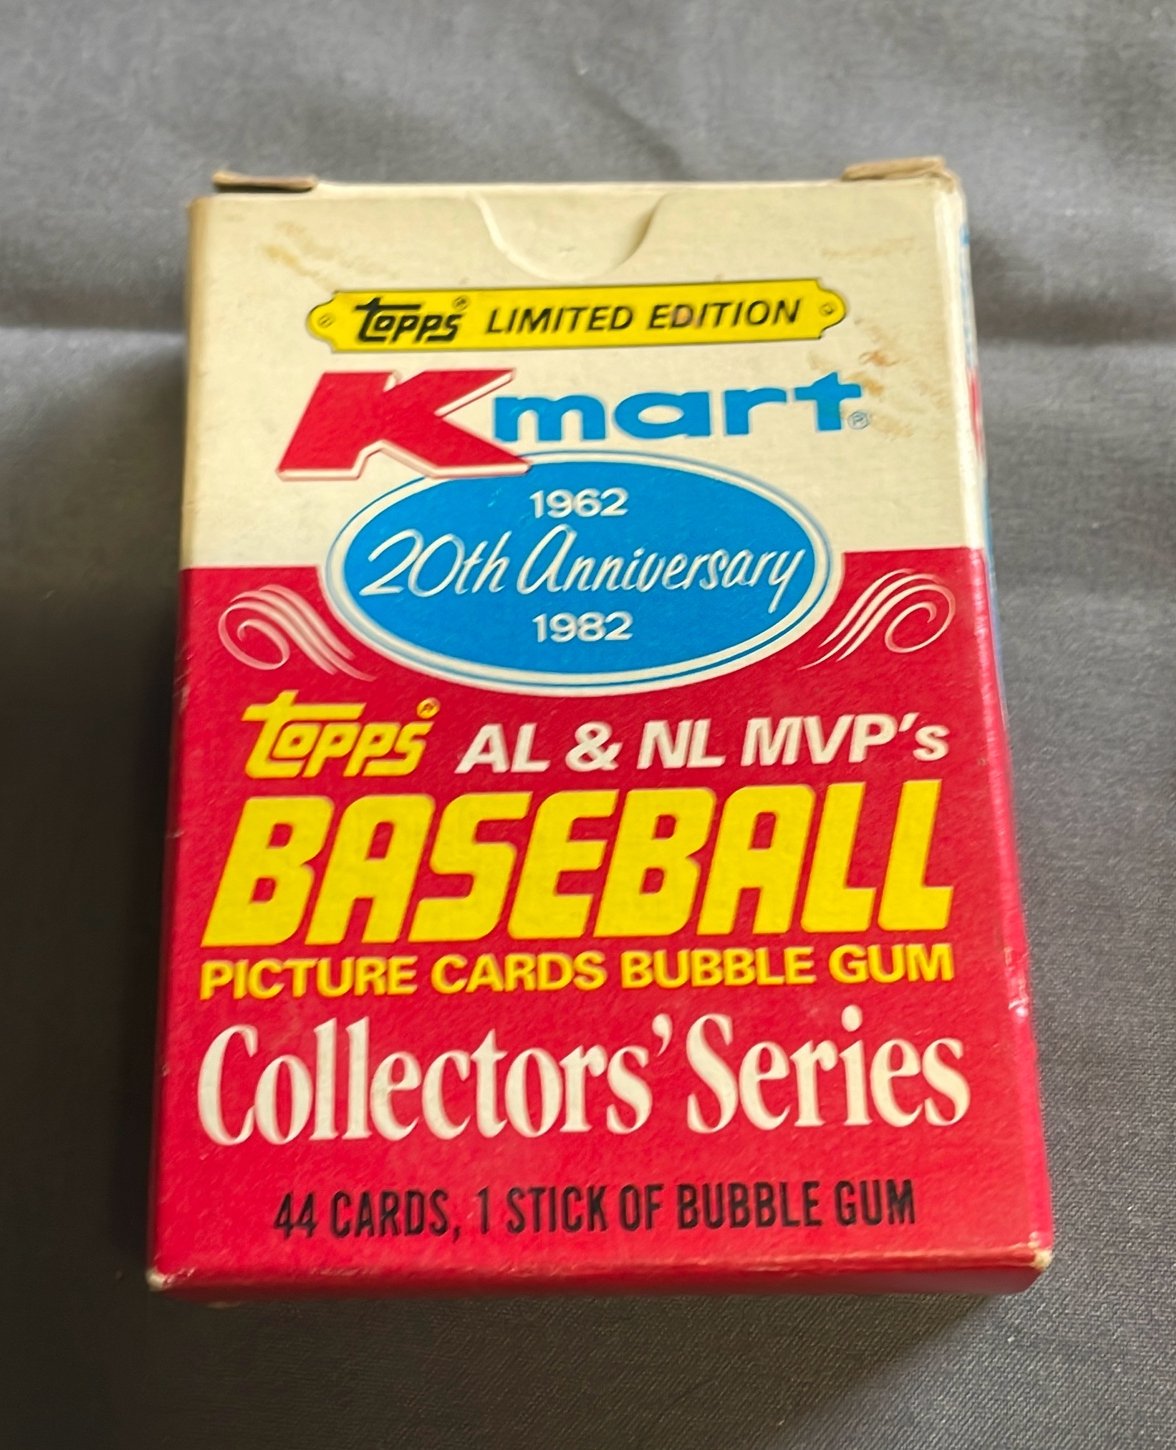 topps® LIMITED EDITION
Kmart®
1962
20th Anniversary
1982
topps® AL & NL MVP's
BASEBALL
PICTURE CARDS BUBBLE GUM
Collectors' Series
44 CARDS, 1 STICK OF BUBBLE GUM